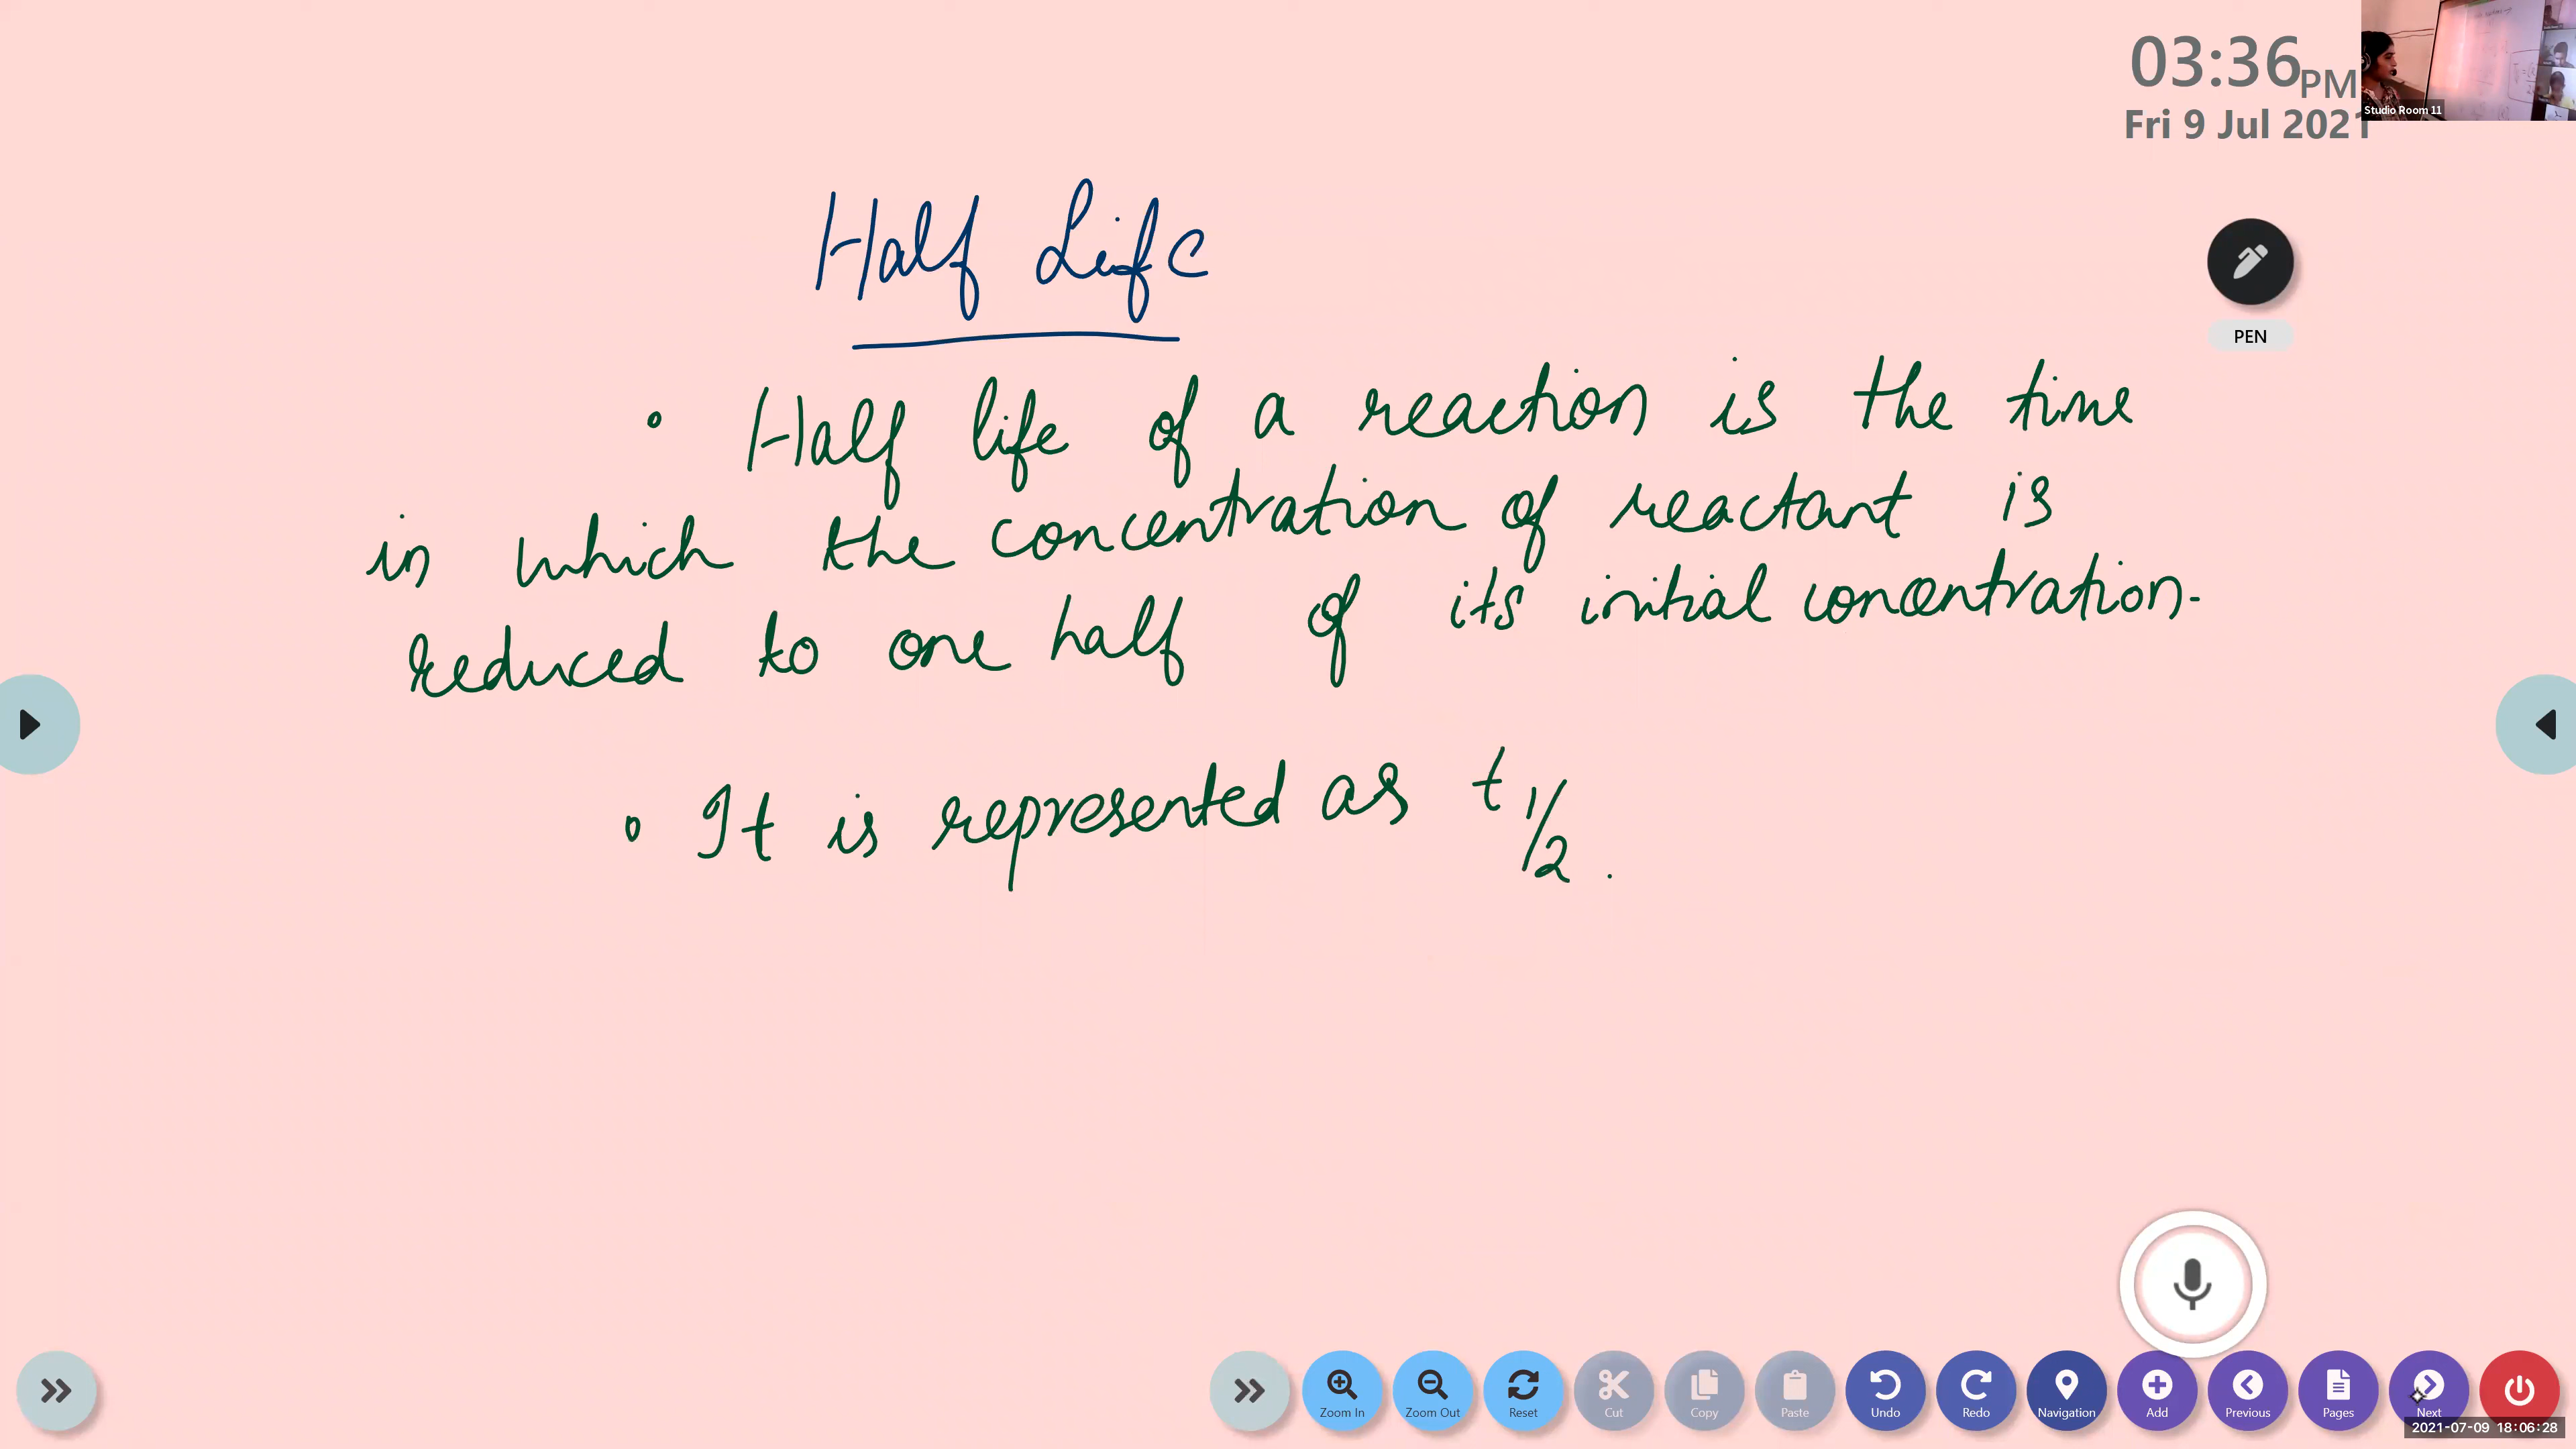 03:36 PM
Fri 9 Jul 2021
Studio Room 11
Half Life
PEN
• Half life of a reaction is the time
in which the concentration of reactant is
reduced to one half of its initial concentration.
• It is represented as t 1/2 .
Zoom In
Zoom Out
Reset
Cut
Copy
Paste
Undo
Redo
Navigation
Add
Previous
Pages
Next
2021-07-09 18:06:28